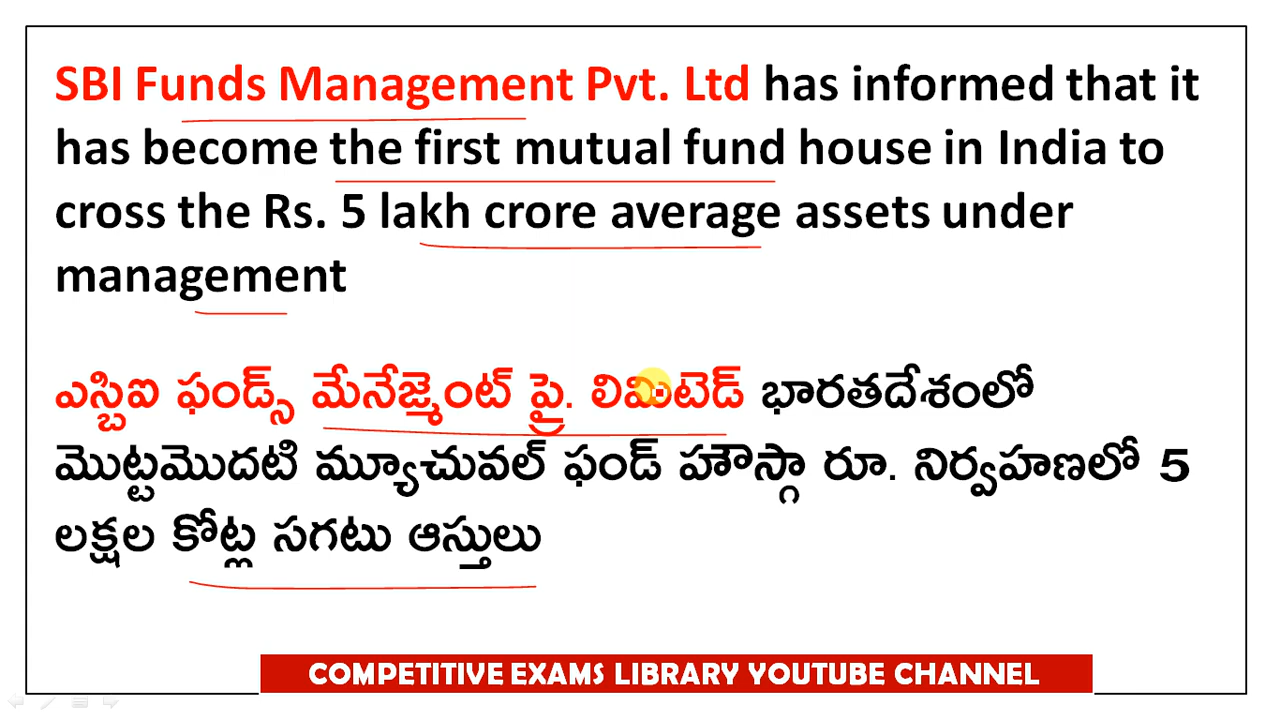 SBI Funds Management Pvt. Ltd has informed that it
has become the first mutual fund house in India to
cross the Rs. 5 lakh crore average assets under
management
ఎస్బిఐ ఫండ్స్ మేనేజ్మెంట్ ప్రై. లిమిటెడ్ భారతదేశంలో
మొట్టమొదటి మ్యూచువల్ ఫండ్ హౌస్గా రూ. నిర్వహణలో 5
లక్షల కోట్ల సగటు ఆస్తులు
COMPETITIVE EXAMS LIBRARY YOUTUBE CHANNEL